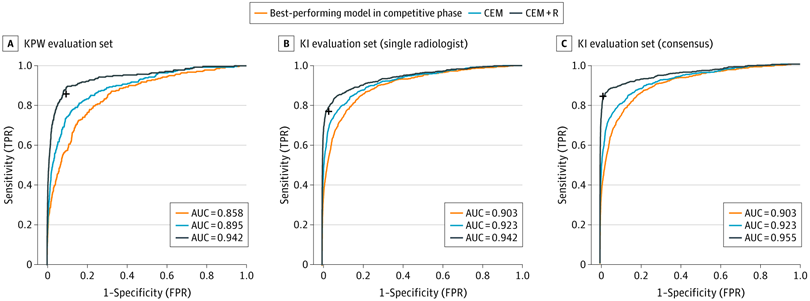 Best-performing model in competitive phase CEM CEM + R
A KPW evaluation set
1.0
0.8
0.6
0.4
0.2
0
Sensitivity (TPR)
0 0.2 0.4 0.6 0.8 1.0
1-Specificity (FPR)
AUC = 0.858
AUC = 0.895
AUC = 0.942
B KI evaluation set (single radiologist)
1.0
0.8
0.6
0.4
0.2
0
Sensitivity (TPR)
0 0.2 0.4 0.6 0.8 1.0
1-Specificity (FPR)
AUC = 0.903
AUC = 0.923
AUC = 0.942
C KI evaluation set (consensus)
1.0
0.8
0.6
0.4
0.2
0
Sensitivity (TPR)
0 0.2 0.4 0.6 0.8 1.0
1-Specificity (FPR)
AUC = 0.903
AUC = 0.923
AUC = 0.955